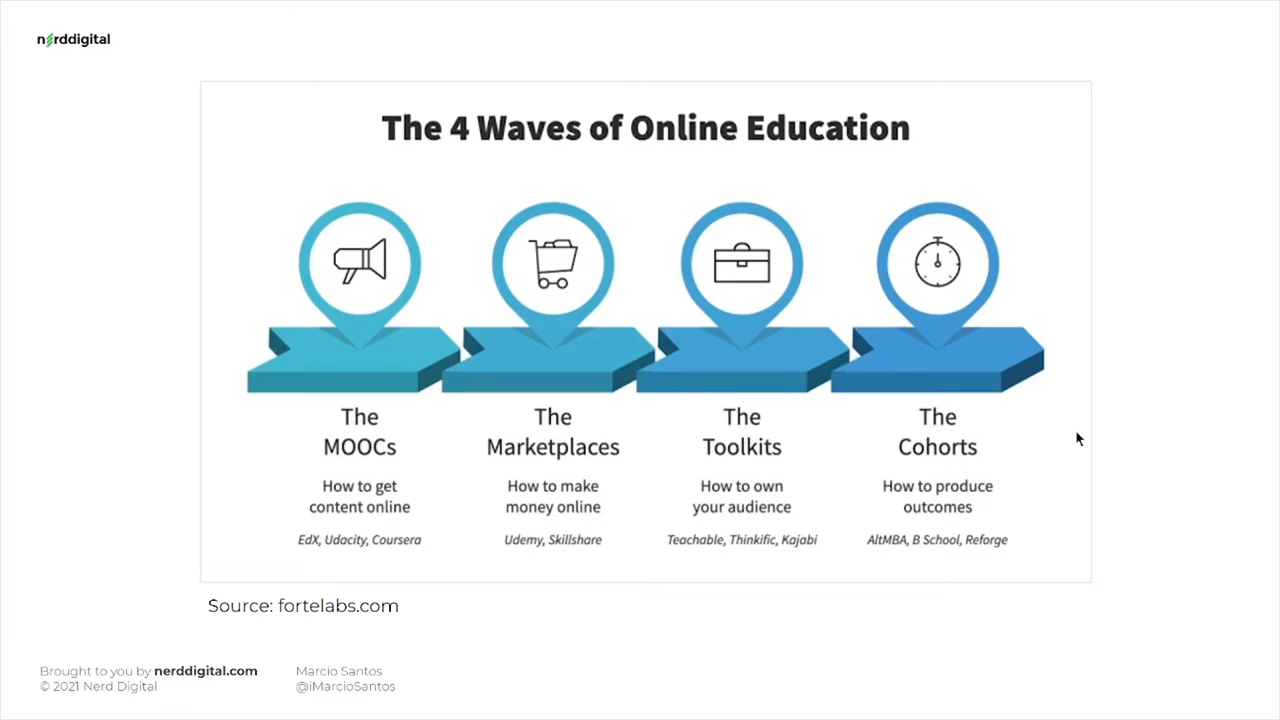 nerddigital
The 4 Waves of Online Education
The
MOOCs
How to get
content online
EdX, Udacity, Coursera
The
Marketplaces
How to make
money online
Udemy, Skillshare
The
Toolkits
How to own
your audience
Teachable, Thinkific, Kajabi
The
Cohorts
How to produce
outcomes
AltMBA, B School, Reforge
Source: fortelabs.com
Brought to you by nerddigital.com
© 2021 Nerd Digital
Marcio Santos
@iMarcioSantos